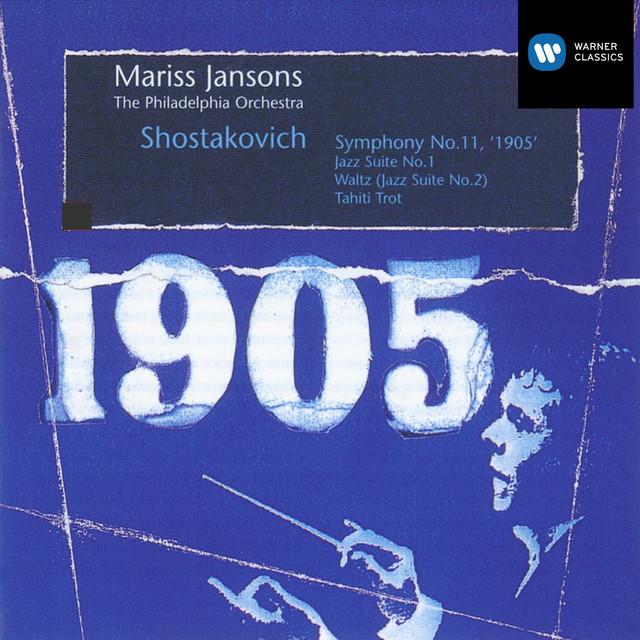 WARNER
CLASSICS
Mariss Jansons
The Philadelphia Orchestra
Shostakovich
Symphony No.11, '1905'
Jazz Suite No.1
Waltz (Jazz Suite No.2)
Tahiti Trot
1905